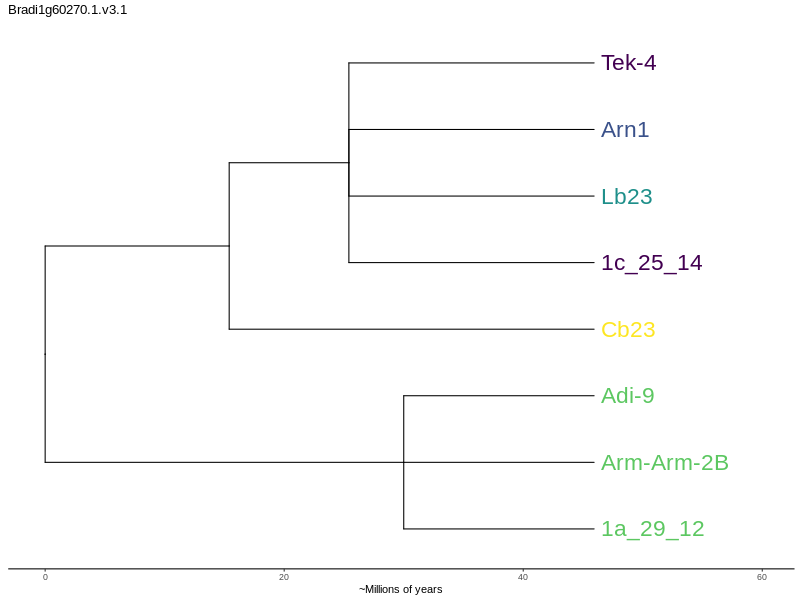 Bradi1g60270.1.v3.1
Tek-4
Arn1
Lb23
1c_25_14
Cb23
Adi-9
Arm-Arm-2B
1a_29_12
0 20 40 60
~Millions of years